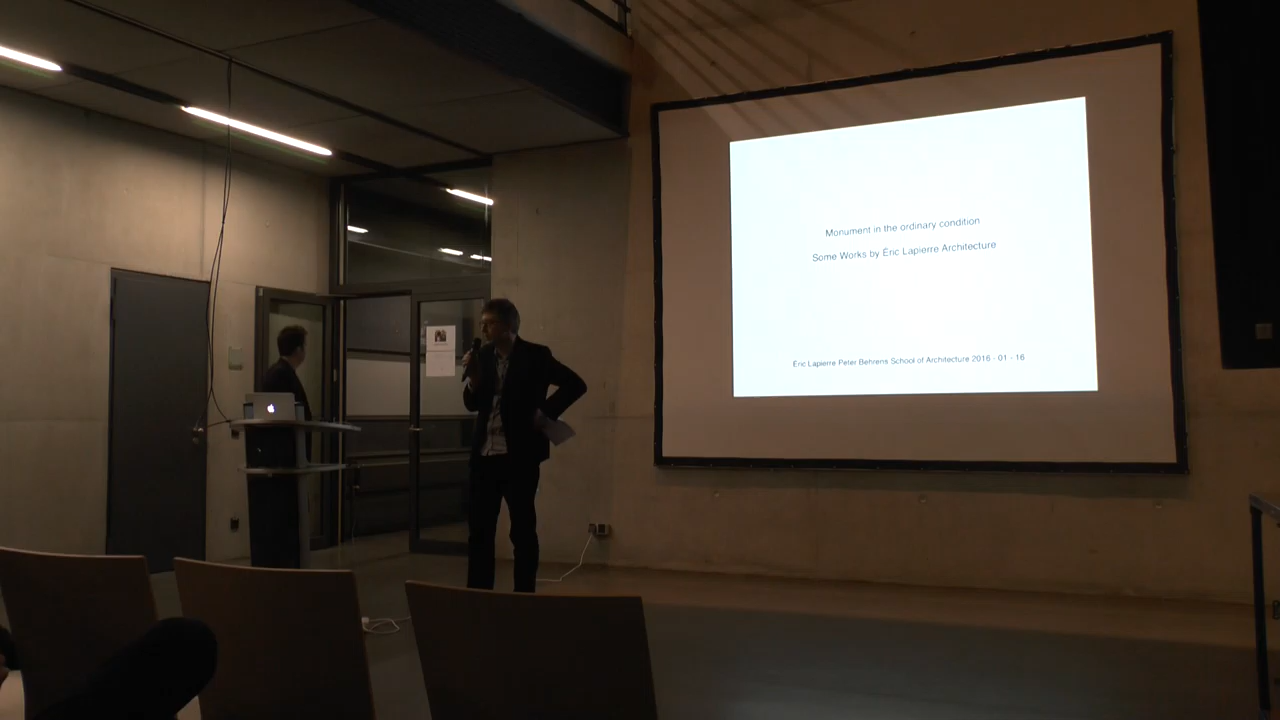 Monument in the ordinary condition
Some Works by Éric Lapierre Architecture
Éric Lapierre Peter Behrens School of Architecture 2016 - 01 - 16